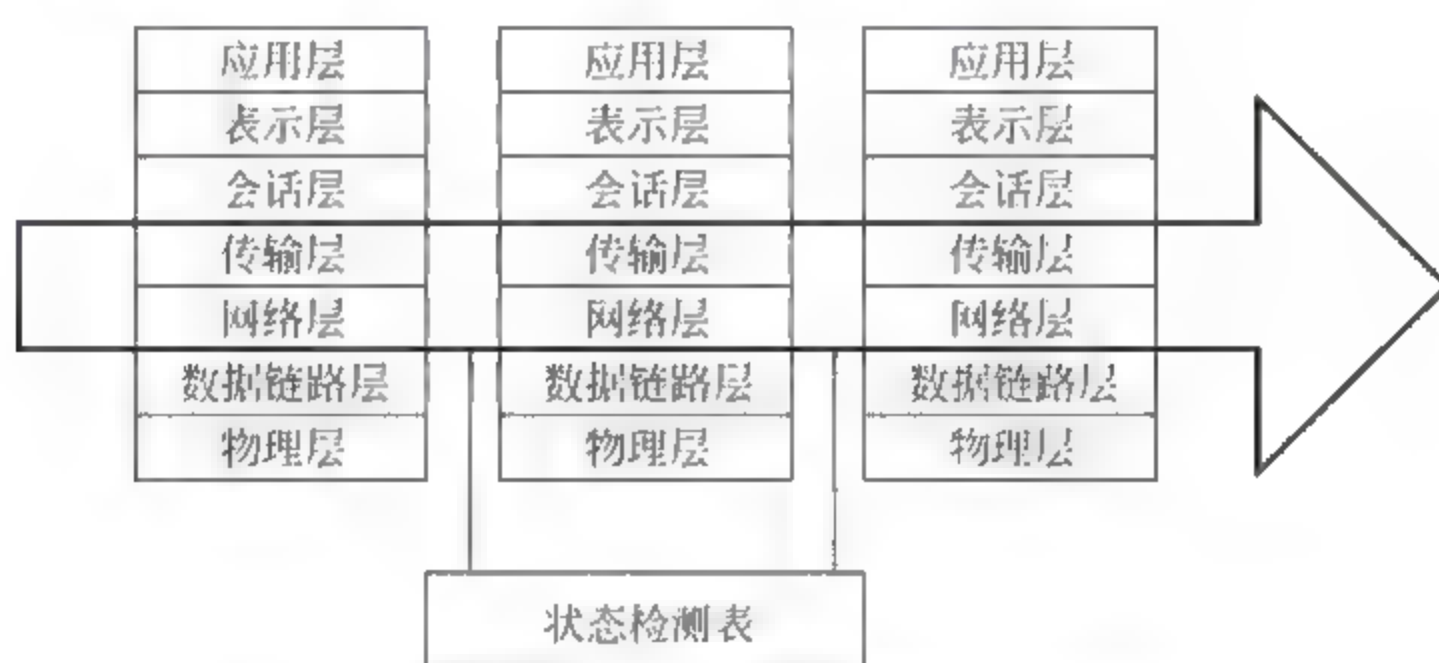 应用层 应用层 应用层
表示层 表示层 表示层
会话层 会话层 会话层
传输层 传输层 传输层
网络层 网络层 网络层
数据链路层 数据链路层 数据链路层
物理层 物理层 物理层
状态检测表